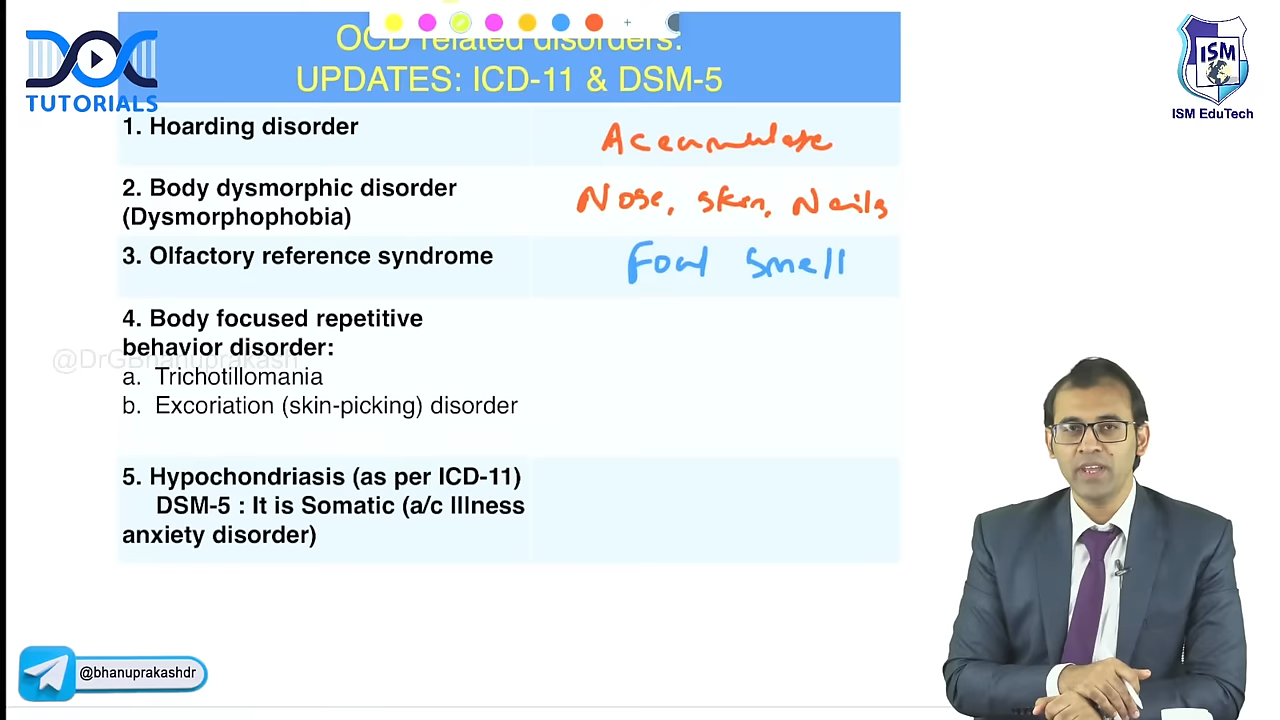 OCD related disorders:
UPDATES: ICD-11 & DSM-5
DOC
TUTORIALS
ISM
ISM EduTech
1. Hoarding disorder
Accumulate
2. Body dysmorphic disorder
(Dysmorphophobia)
Nose, skin, Nails
3. Olfactory reference syndrome
Foul smell
4. Body focused repetitive
behavior disorder:
@DrGBhanuprakash
a. Trichotillomania
b. Excoriation (skin-picking) disorder
5. Hypochondriasis (as per ICD-11)
DSM-5 : It is Somatic (a/c Illness
anxiety disorder)
@bhanuprakashdr